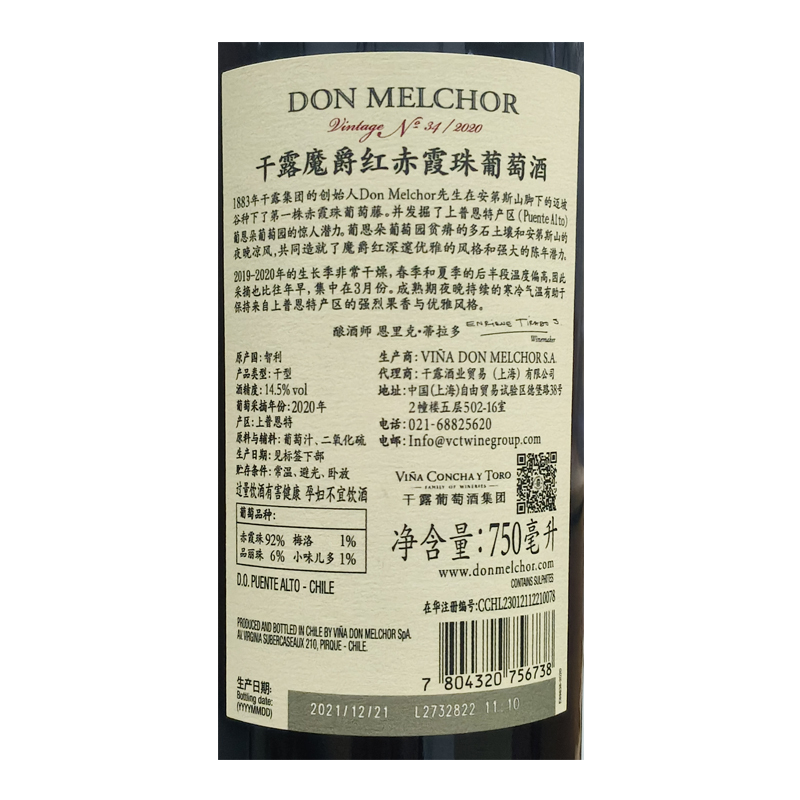 DON MELCHOR
Vintage Nº 34 / 2020
干露魔爵红赤霞珠葡萄酒
1883年干露集团的创始人Don Melchor先生在安第斯山脚下的迈坡
谷种下了第一株赤霞珠葡萄藤。并发掘了上普恩特产区(Puente Alto)
葡恩朵葡萄园的惊人潜力。葡恩朵葡萄园贫瘠的多石土壤和安第斯山的
夜晚凉风,共同造就了魔爵红深邃优雅的风格和强大的陈年潜力。
2019-2020年的生长季非常干燥,春季和夏季的后半段温度偏高,因此
采摘也比往年早,集中在3月份。成熟期夜晚持续的寒冷气温有助于
保持来自上普恩特产区的强烈果香与优雅风格。
酿酒师 恩里克·蒂拉多 ENRIQUE TIRADO J.
Winemaker
原产国:智利
产品类型:干型
酒精度:14.5% vol
葡萄采摘年份:2020年
产区:上普恩特
原料与辅料:葡萄汁、二氧化硫
生产日期:见标签下部
贮存条件:常温、避光、卧放
过量饮酒有害健康 孕妇不宜饮酒
生产商:VIÑA DON MELCHOR S.A.
代理商:干露酒业贸易(上海)有限公司
地址:中国(上海)自由贸易试验区德堡路38号
2幢楼五层502-16室
电话:021-68825620
电邮:Info@vctwinegroup.com
VIÑA CONCHA Y TORO
FAMILY OF WINERIES
干露葡萄酒集团
葡萄品种:
赤霞珠92% 梅洛 1%
品丽珠 6% 小味儿多 1%
净含量:750毫升
www.donmelchor.com
CONTAINS SULPHITES
D.O. PUENTE ALTO - CHILE
在华注册编号:CCHL23012112210078
PRODUCED AND BOTTLED IN CHILE BY VIÑA DON MELCHOR SpA.
AV. VIRGINIA SUBERCASEAUX 210, PIRQUE - CHILE.
7 804320 756738
生产日期:
Bottling date:
(YYYYMMDD)
2021/12/21 L2732822 11 10